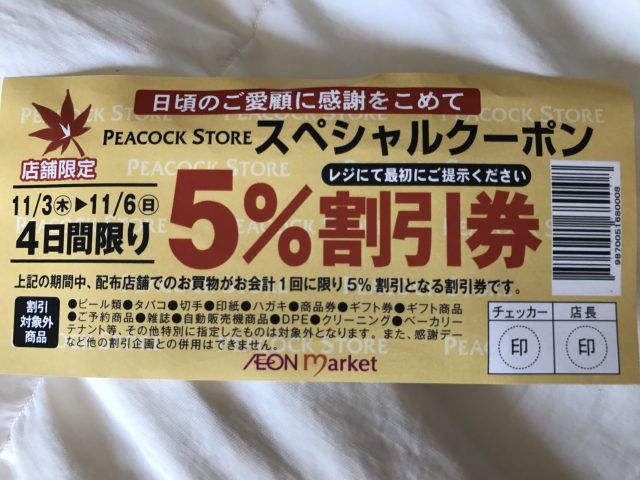 日頃のご愛顧に感謝をこめて
PEACOCK STORE スペシャルクーポン
店舗限定
11/3㊍▶11/6㊐
4日間限り
レジにて最初にご提示ください
5%割引券
9870051680008
上記の期間中、配布店舗でのお買物がお会計1回に限り5%割引となる割引券です。
割引対象外商品
●ビール類●タバコ●切手●印紙●ハガキ●商品券●ギフト券●ギフト商品
●ご予約商品●雑誌●自動販売機商品●DPE●クリーニング●ベーカリー
テナント等、その他特別に指定したものは対象外となります。また、感謝デー
など他の割引企画との併用はできません。
チェッカー 店長
印 印
ÆON market